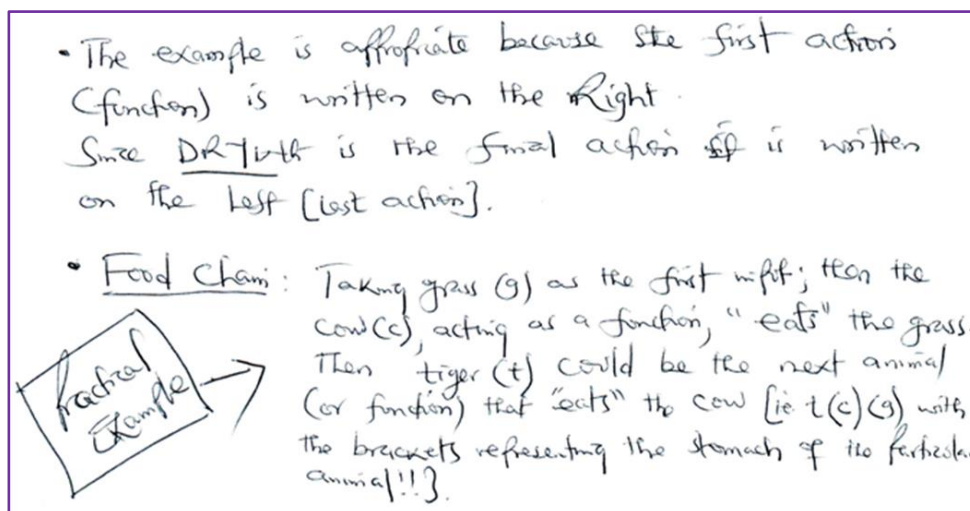 • The example is appropriate because the first action
(function) is written on the Right.
Since is the final action it is written
on the Left [last action].
• Food Chain: Taking grass (g) as the first input; then the
cow (c), acting as a function, "eats" the grass.
Then tiger (t) could be the next animal
(or function) that "eats" the cow [ie. t(c)(g) with
the brackets representing the stomach of the particular
animal!!].
Practical
Example